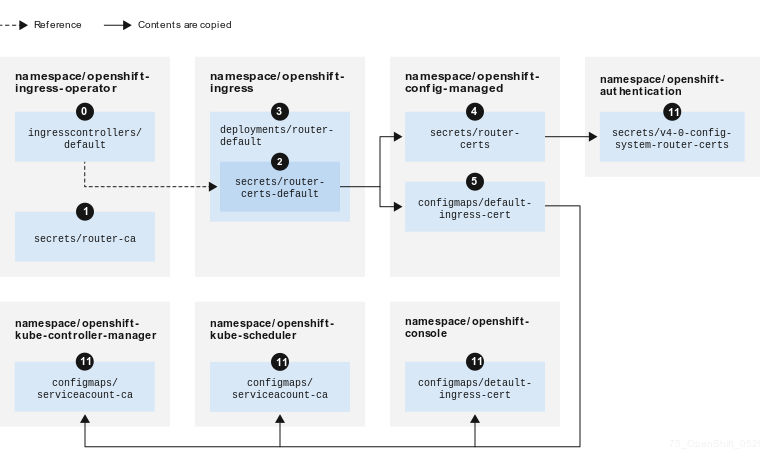 Reference
Contents are copied
namespace/openshift-
ingress-operator
0
ingresscontrollers/
default
1
secrets/router-ca
namespace/openshift-
ingress
3
deployments/router-
default
2
secrets/router-
certs-default
namespace/openshift-
config-managed
4
secrets/router-
certs
5
configmaps/default-
ingress-cert
namespace/openshift-
authentication
11
secrets/v4-0-config-
system-router-certs
namespace/openshift-
kube-controller-manager
11
configmaps/
serviceacount-ca
namespace/openshift-
kube-scheduler
11
configmaps/
serviceacount-ca
namespace/openshift-
console
11
configmaps/detault-
ingress-cert
75_OpenShift_0620